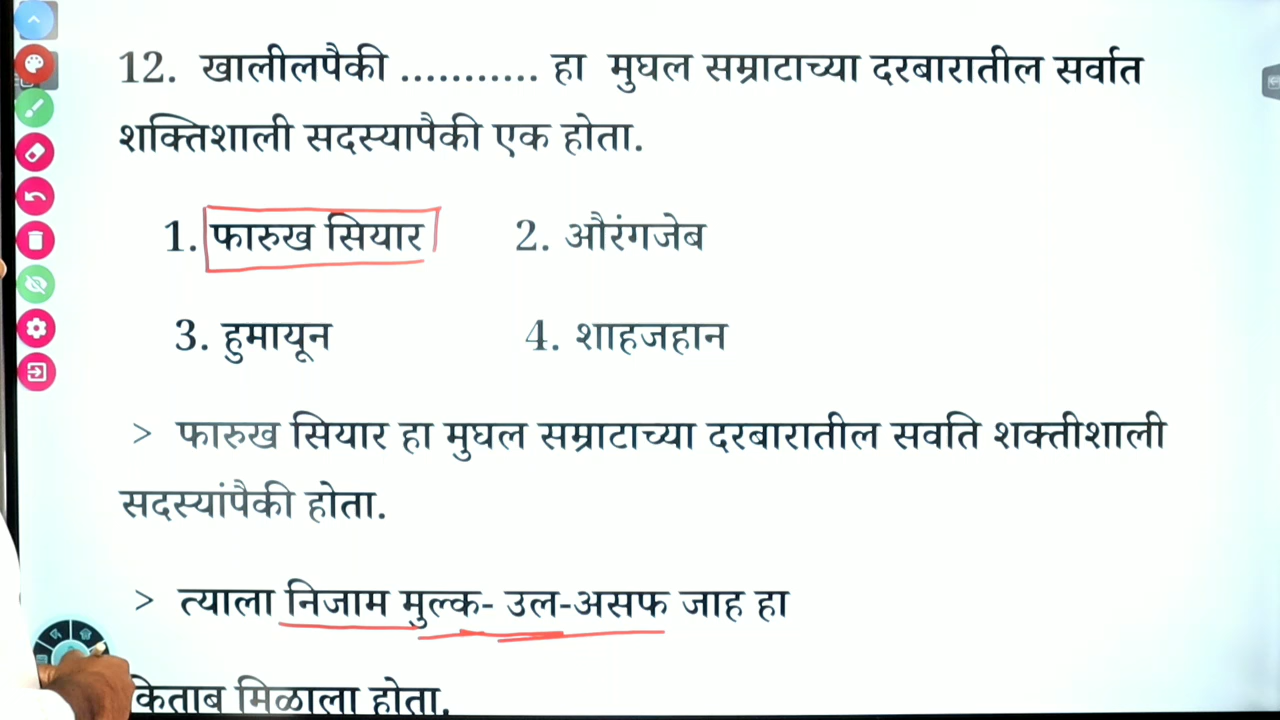 12. खालीलपैकी ........... हा मुघल सम्राटाच्या दरबारातील सर्वात
शक्तिशाली सदस्यापैकी एक होता.
1. फारुख सियार 2. औरंगजेब
3. हुमायून 4. शाहजहान
> फारुख सियार हा मुघल सम्राटाच्या दरबारातील सवति शक्तीशाली
सदस्यांपैकी होता.
> त्याला निजाम मुल्क- उल-असफ जाह हा
किताब मिळाला होता.